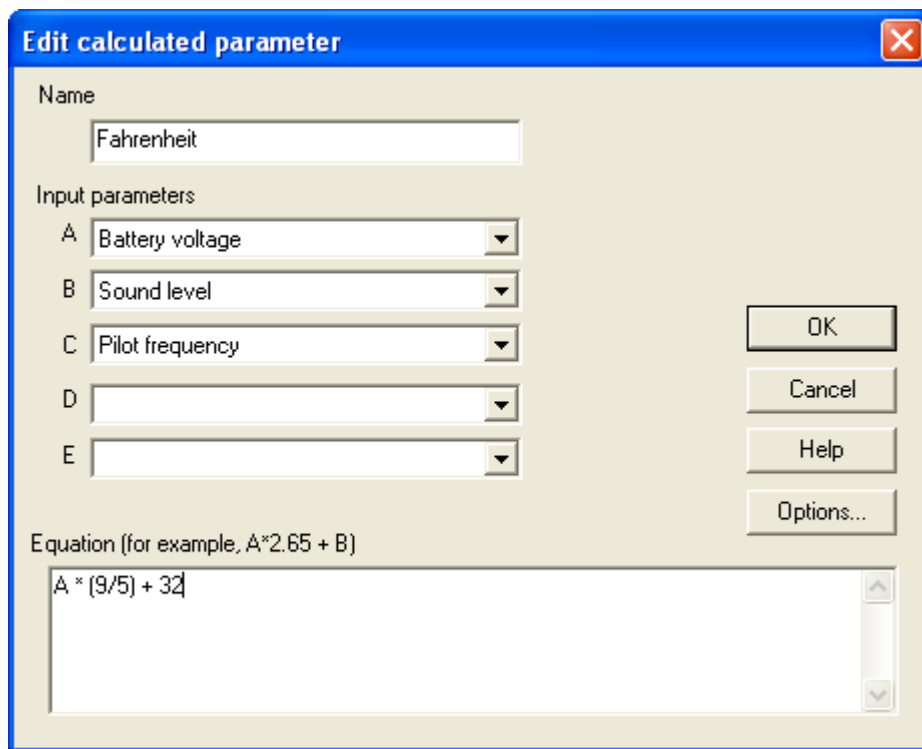 Edit calculated parameter
Name
Fahrenheit
Input parameters
A Battery voltage
B Sound level
C Pilot frequency
D
E
OK
Cancel
Help
Options...
Equation (for example, A*2.65 + B)
A * (9/5) + 32